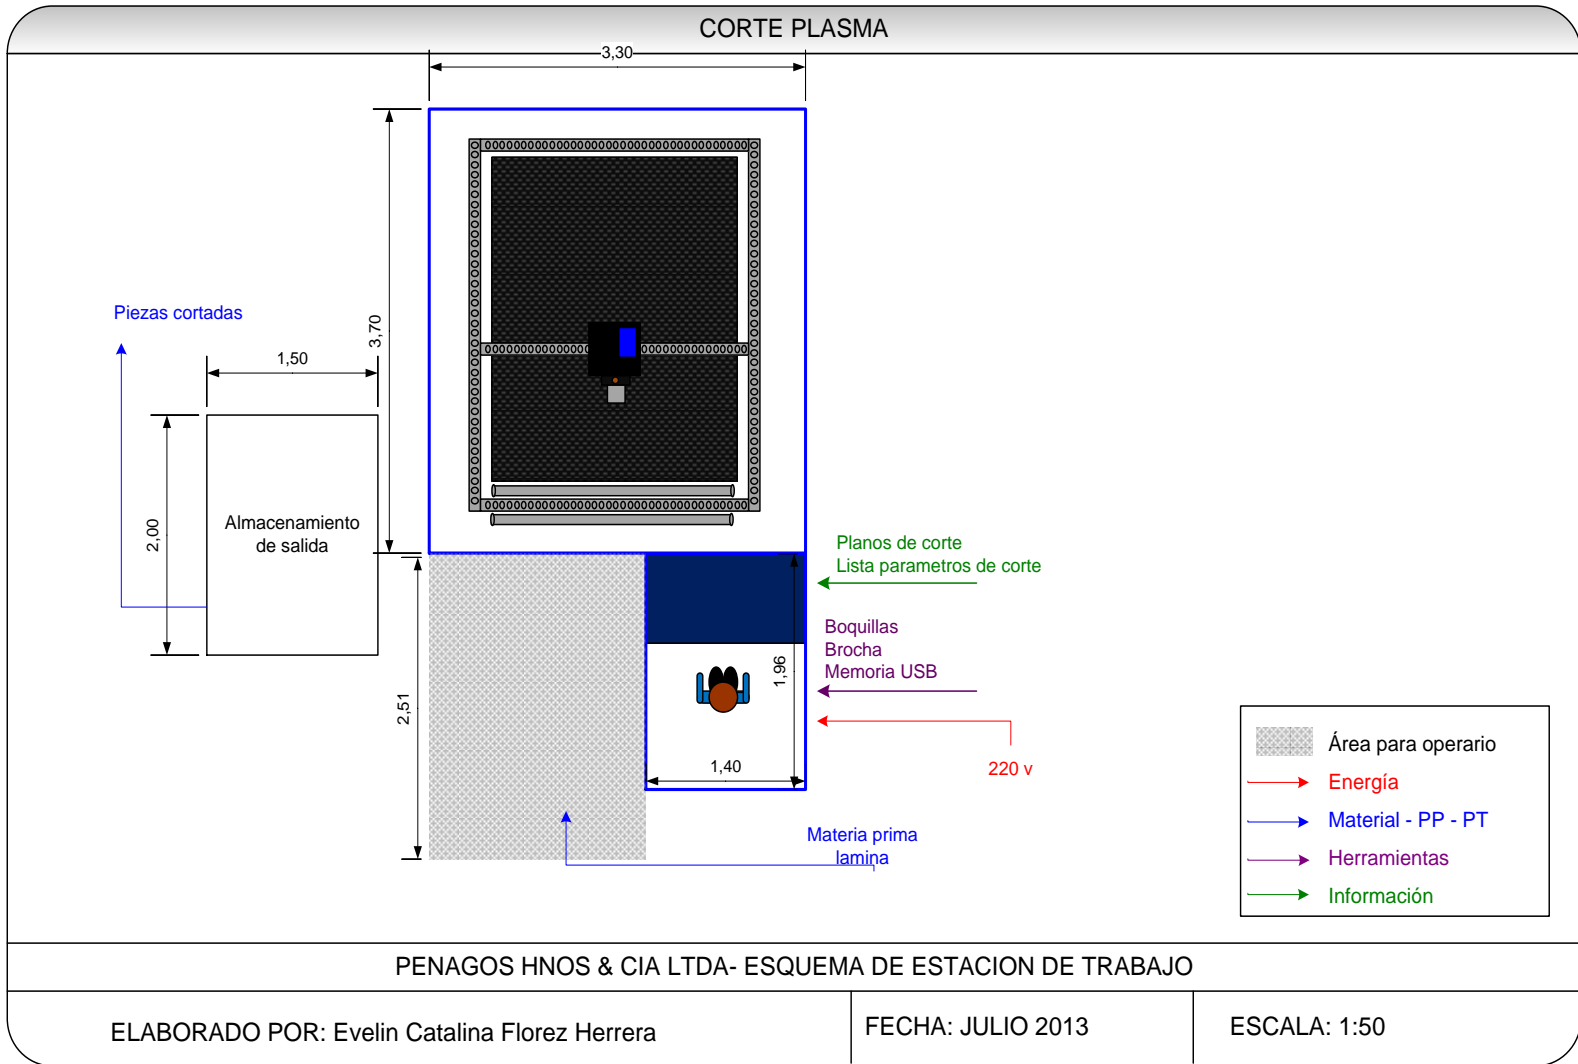 CORTE PLASMA
3,30
3,70
Piezas cortadas
1,50
2,00
Almacenamiento
de salida
Planos de corte
Lista parametros de corte
Boquillas
Brocha
Memoria USB
1,96
2,51
1,40
220 v
Materia prima
lamina
Área para operario
Energía
Material - PP - PT
Herramientas
Información
PENAGOS HNOS & CIA LTDA- ESQUEMA DE ESTACION DE TRABAJO
ELABORADO POR: Evelin Catalina Florez Herrera
FECHA: JULIO 2013
ESCALA: 1:50